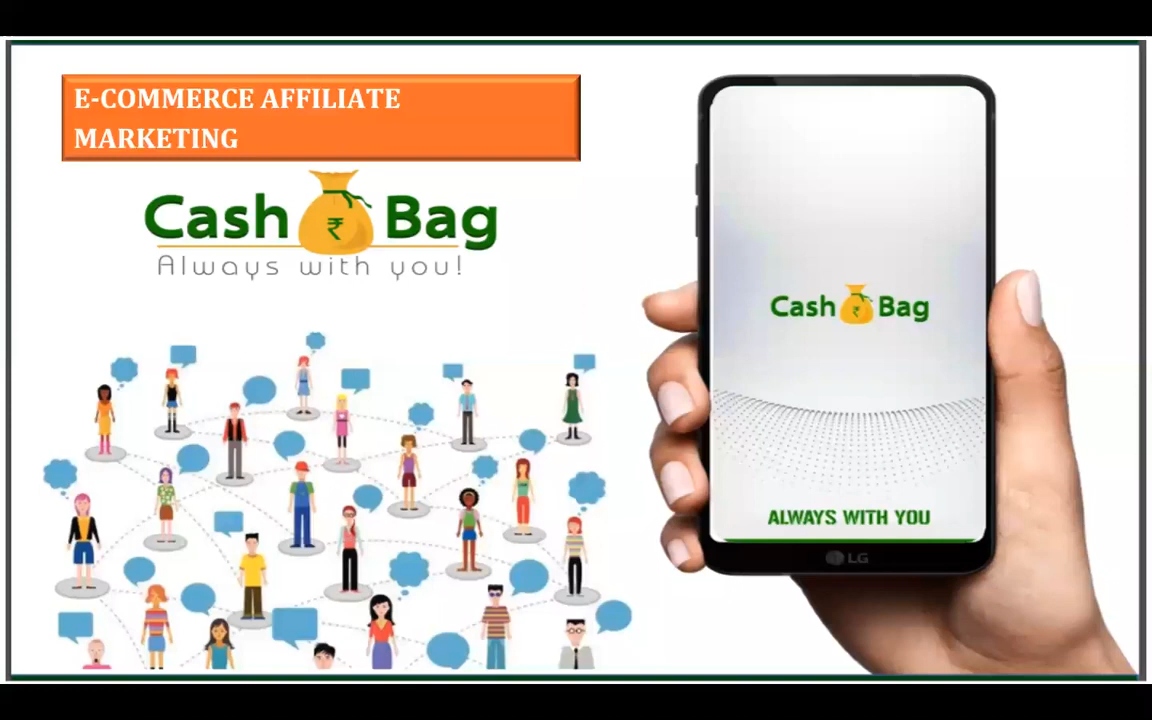 E-COMMERCE AFFILIATE
MARKETING
Cash ₹ Bag
Always with you!
Cash ₹ Bag
ALWAYS WITH YOU
LG